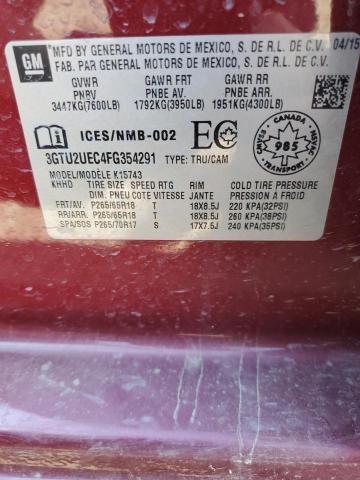 GM
MFD BY GENERAL MOTORS DE MEXICO, S. DE R.L. DE C.V. 04/15
FAB. PAR GENERAL MOTORS DE MEXICO, S. DE R.L. DE C.V.
GVWR GAWR FRT GAWR RR
PNBV PNBE AV. PNBE ARR.
3447KG(7600LB) 1792KG(3950LB) 1951KG(4300LB)
ICES/NMB-002 EC
CANADA
985
3GTU2UEC4FG354291 TYPE: TRU/CAM
MODEL/MODÈLE K15743
KHHD TIRE SIZE SPEED RTG RIM COLD TIRE PRESSURE
DIM. PNEU COTE VITESSE JANTE PRESSION A FROID
FRT/AV. P265/65R18 T 18X8.5J 220 KPA(32PSI)
RR/ARR. P265/65R18 T 18X8.5J 260 KPA(38PSI)
SPA/SOS P265/70R17 S 17X7.5J 240 KPA(35PSI)